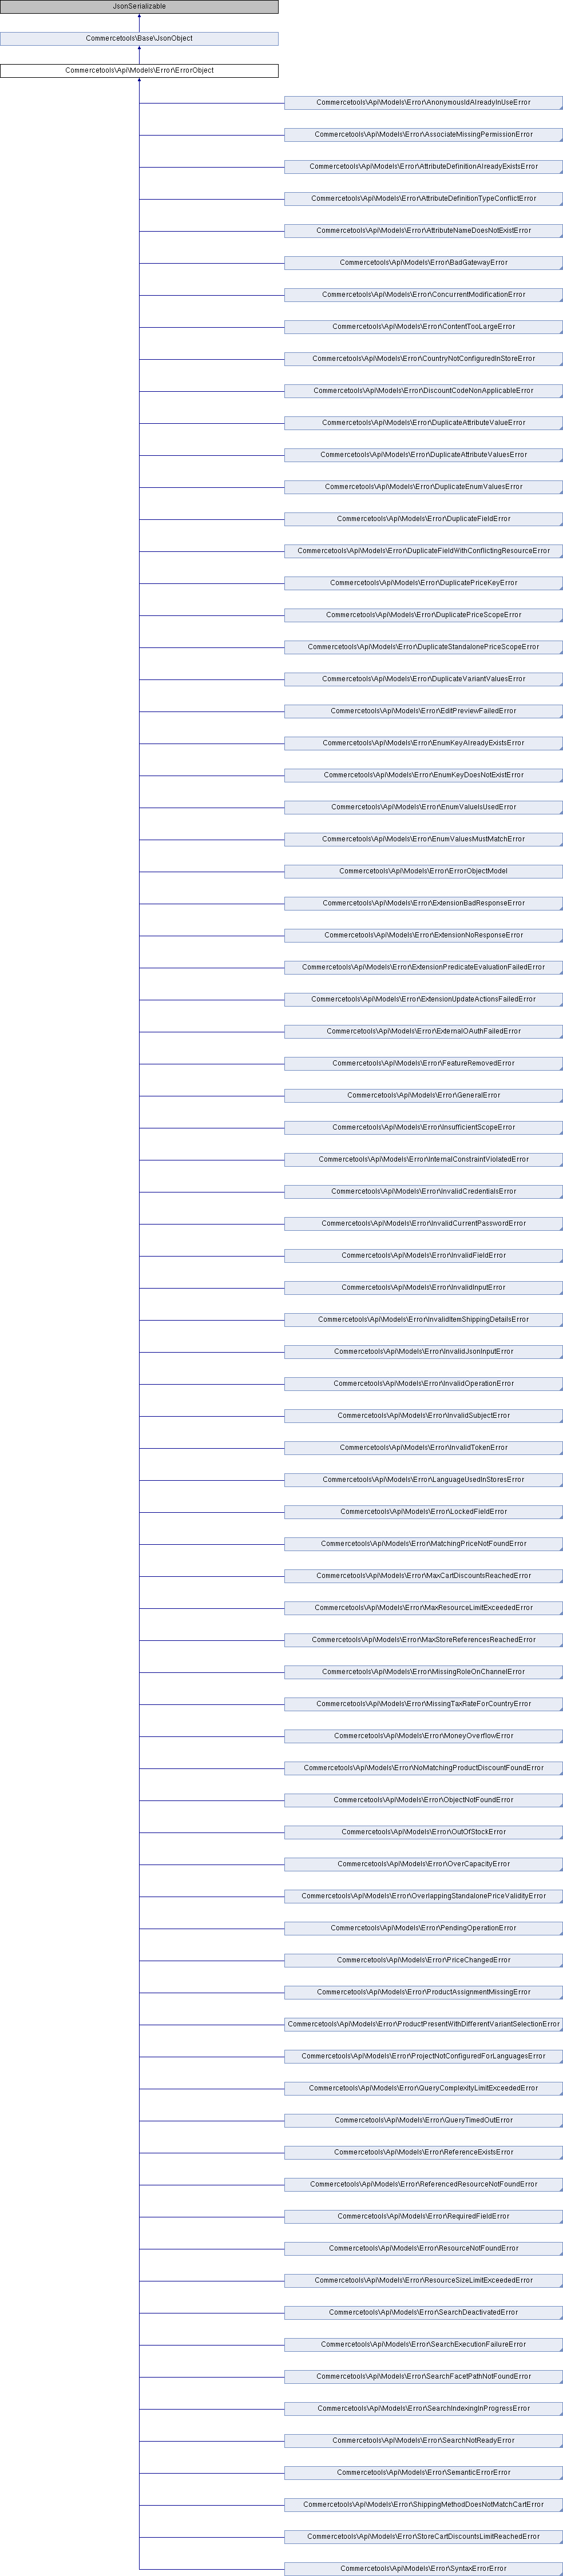 JsonSerializable
Commercetools\Base\JsonObject
Commercetools\Api\Models\Error\ErrorObject
Commercetools\Api\Models\Error\AnonymousIdAlreadyInUseError
Commercetools\Api\Models\Error\AssociateMissingPermissionError
Commercetools\Api\Models\Error\AttributeDefinitionAlreadyExistsError
Commercetools\Api\Models\Error\AttributeDefinitionTypeConflictError
Commercetools\Api\Models\Error\AttributeNameDoesNotExistError
Commercetools\Api\Models\Error\BadGatewayError
Commercetools\Api\Models\Error\ConcurrentModificationError
Commercetools\Api\Models\Error\ContentTooLargeError
Commercetools\Api\Models\Error\CountryNotConfiguredInStoreError
Commercetools\Api\Models\Error\DiscountCodeNonApplicableError
Commercetools\Api\Models\Error\DuplicateAttributeValueError
Commercetools\Api\Models\Error\DuplicateAttributeValuesError
Commercetools\Api\Models\Error\DuplicateEnumValuesError
Commercetools\Api\Models\Error\DuplicateFieldError
Commercetools\Api\Models\Error\DuplicateFieldWithConflictingResourceError
Commercetools\Api\Models\Error\DuplicatePriceKeyError
Commercetools\Api\Models\Error\DuplicatePriceScopeError
Commercetools\Api\Models\Error\DuplicateStandalonePriceScopeError
Commercetools\Api\Models\Error\DuplicateVariantValuesError
Commercetools\Api\Models\Error\EditPreviewFailedError
Commercetools\Api\Models\Error\EnumKeyAlreadyExistsError
Commercetools\Api\Models\Error\EnumKeyDoesNotExistError
Commercetools\Api\Models\Error\EnumValueIsUsedError
Commercetools\Api\Models\Error\EnumValuesMustMatchError
Commercetools\Api\Models\Error\ErrorObjectModel
Commercetools\Api\Models\Error\ExtensionBadResponseError
Commercetools\Api\Models\Error\ExtensionNoResponseError
Commercetools\Api\Models\Error\ExtensionPredicateEvaluationFailedError
Commercetools\Api\Models\Error\ExtensionUpdateActionsFailedError
Commercetools\Api\Models\Error\ExternalOAuthFailedError
Commercetools\Api\Models\Error\FeatureRemovedError
Commercetools\Api\Models\Error\GeneralError
Commercetools\Api\Models\Error\InsufficientScopeError
Commercetools\Api\Models\Error\InternalConstraintViolatedError
Commercetools\Api\Models\Error\InvalidCredentialsError
Commercetools\Api\Models\Error\InvalidCurrentPasswordError
Commercetools\Api\Models\Error\InvalidFieldError
Commercetools\Api\Models\Error\InvalidInputError
Commercetools\Api\Models\Error\InvalidItemShippingDetailsError
Commercetools\Api\Models\Error\InvalidJsonInputError
Commercetools\Api\Models\Error\InvalidOperationError
Commercetools\Api\Models\Error\InvalidSubjectError
Commercetools\Api\Models\Error\InvalidTokenError
Commercetools\Api\Models\Error\LanguageUsedInStoresError
Commercetools\Api\Models\Error\LockedFieldError
Commercetools\Api\Models\Error\MatchingPriceNotFoundError
Commercetools\Api\Models\Error\MaxCartDiscountsReachedError
Commercetools\Api\Models\Error\MaxResourceLimitExceededError
Commercetools\Api\Models\Error\MaxStoreReferencesReachedError
Commercetools\Api\Models\Error\MissingRoleOnChannelError
Commercetools\Api\Models\Error\MissingTaxRateForCountryError
Commercetools\Api\Models\Error\MoneyOverflowError
Commercetools\Api\Models\Error\NoMatchingProductDiscountFoundError
Commercetools\Api\Models\Error\ObjectNotFoundError
Commercetools\Api\Models\Error\OutOfStockError
Commercetools\Api\Models\Error\OverCapacityError
Commercetools\Api\Models\Error\OverlappingStandalonePriceValidityError
Commercetools\Api\Models\Error\PendingOperationError
Commercetools\Api\Models\Error\PriceChangedError
Commercetools\Api\Models\Error\ProductAssignmentMissingError
Commercetools\Api\Models\Error\ProductPresentWithDifferentVariantSelectionError
Commercetools\Api\Models\Error\ProjectNotConfiguredForLanguagesError
Commercetools\Api\Models\Error\QueryComplexityLimitExceededError
Commercetools\Api\Models\Error\QueryTimedOutError
Commercetools\Api\Models\Error\ReferenceExistsError
Commercetools\Api\Models\Error\ReferencedResourceNotFoundError
Commercetools\Api\Models\Error\RequiredFieldError
Commercetools\Api\Models\Error\ResourceNotFoundError
Commercetools\Api\Models\Error\ResourceSizeLimitExceededError
Commercetools\Api\Models\Error\SearchDeactivatedError
Commercetools\Api\Models\Error\SearchExecutionFailureError
Commercetools\Api\Models\Error\SearchFacetPathNotFoundError
Commercetools\Api\Models\Error\SearchIndexingInProgressError
Commercetools\Api\Models\Error\SearchNotReadyError
Commercetools\Api\Models\Error\SemanticErrorError
Commercetools\Api\Models\Error\ShippingMethodDoesNotMatchCartError
Commercetools\Api\Models\Error\StoreCartDiscountsLimitReachedError
Commercetools\Api\Models\Error\SyntaxErrorError